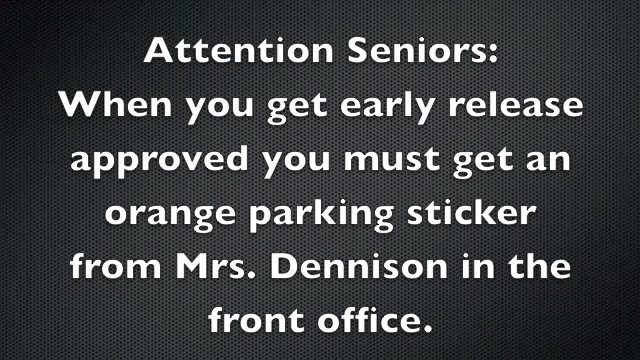 Attention Seniors:
When you get early release
approved you must get an
orange parking sticker
from Mrs. Dennison in the
front office.